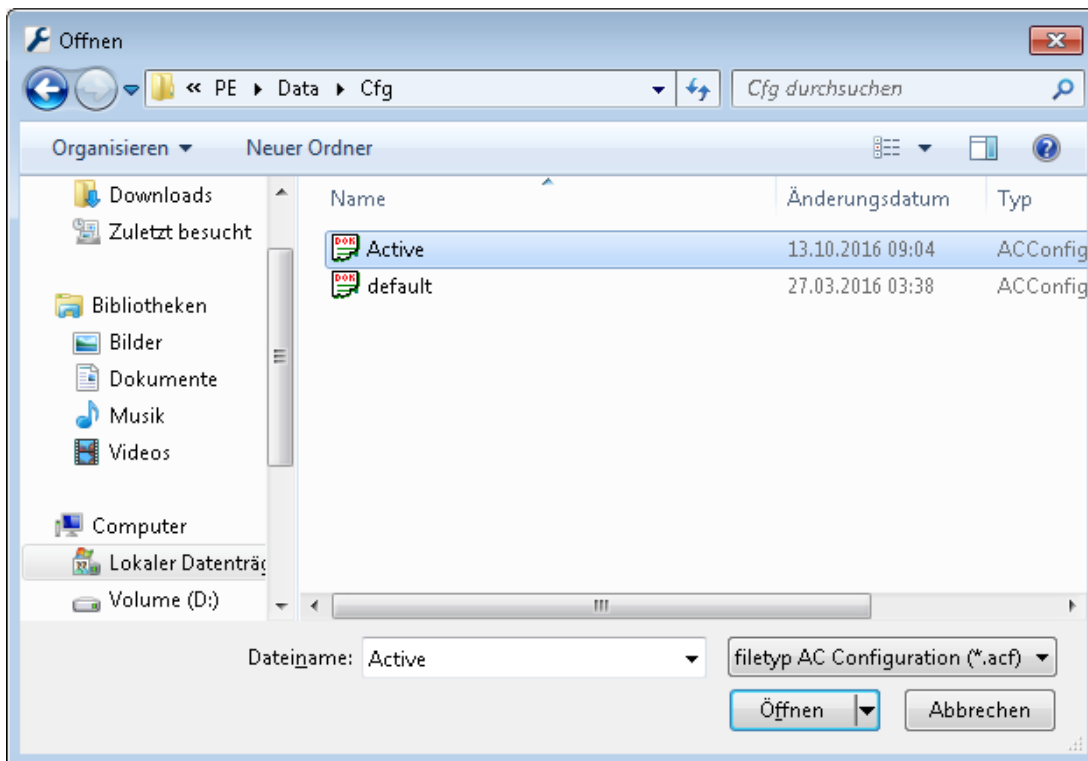 Offnen
« PE Data Cfg
Cfg durchsuchen
Organisieren
Neuer Ordner
Downloads
Zuletzt besucht
Bibliotheken
Bilder
Dokumente
Musik
Videos
Computer
Lokaler Datenträg
Volume (D:)
Name Änderungsdatum Typ
Active 13.10.2016 09:04 ACConfig
default 27.03.2016 03:38 ACConfig
Dateiname: Active
filetyp AC Configuration (*.acf)
Öffnen
Abbrechen